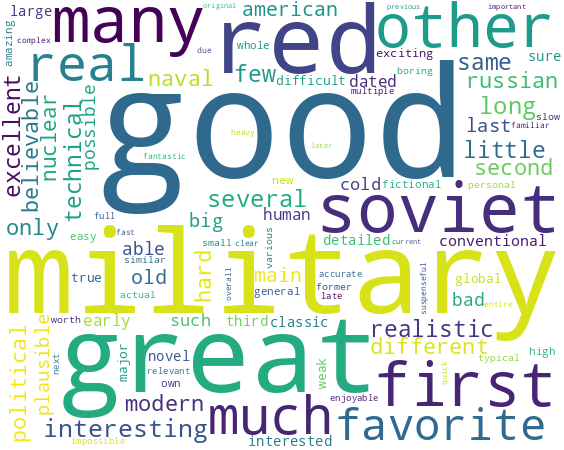 large
many
red
original
american
previous
important
other
amazing
complex
due
whole
exciting
boring
same
sure
real
naval
few
difficult
dated
multiple
russian
excellent
believable
nuclear
technical
possible
good
long
last
familiar
slow
heavy
later
little
fantastic
second
new
cold
fictional
personal
only
full
several
human
soviet
big
easy
fast
able
small
clear
various
detailed
current
conventional
similar
military
true
old
hard
main
overall
accurate
suspenseful
global
actual
general
former
late
bad
entire
worth
early
such
third
classic
realistic
political
plausible
next
major
novel
great
weak
different
typical
high
relevant
own
quick
modern
much
enjoyable
first
interesting
impossible
interested
favorite